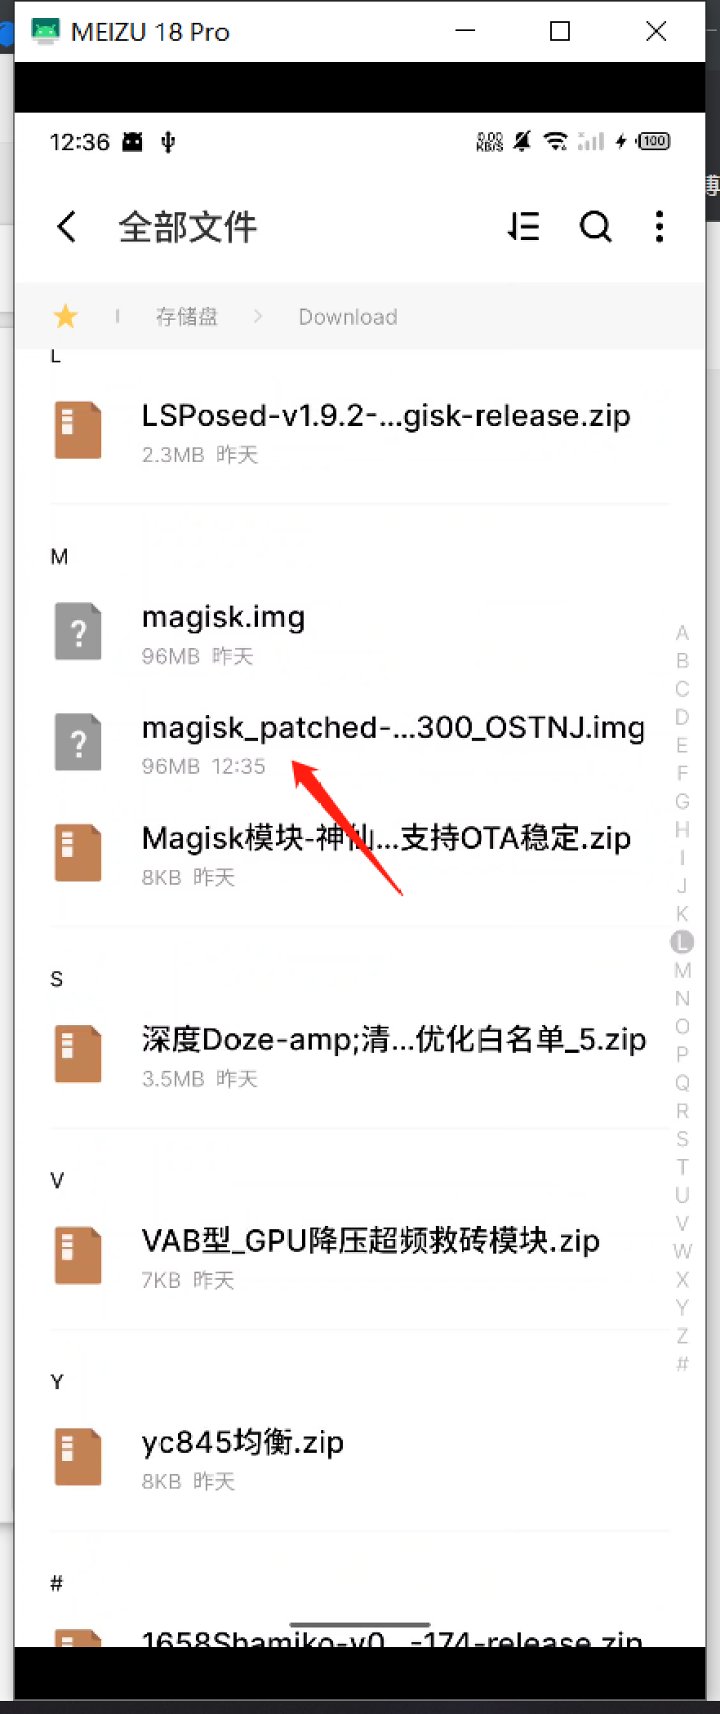 MEIZU 18 Pro
12:36
0.00 KB/S
100
全部文件
存储盘 > Download
L
LSPosed-v1.9.2-...gisk-release.zip
2.3MB 昨天
M
magisk.img
96MB 昨天
magisk_patched-...300_OSTNJ.img
96MB 12:35
Magisk模块-神仙...支持OTA稳定.zip
8KB 昨天
S
深度Doze-amp;清...优化白名单_5.zip
3.5MB 昨天
V
VAB型_GPU降压超频救砖模块.zip
7KB 昨天
Y
yc845均衡.zip
8KB 昨天
#
1658Shamiko-v0...-174-release.zip
A
B
C
D
E
F
G
H
I
J
K
L
M
N
O
P
Q
R
S
T
U
V
W
X
Y
Z
#